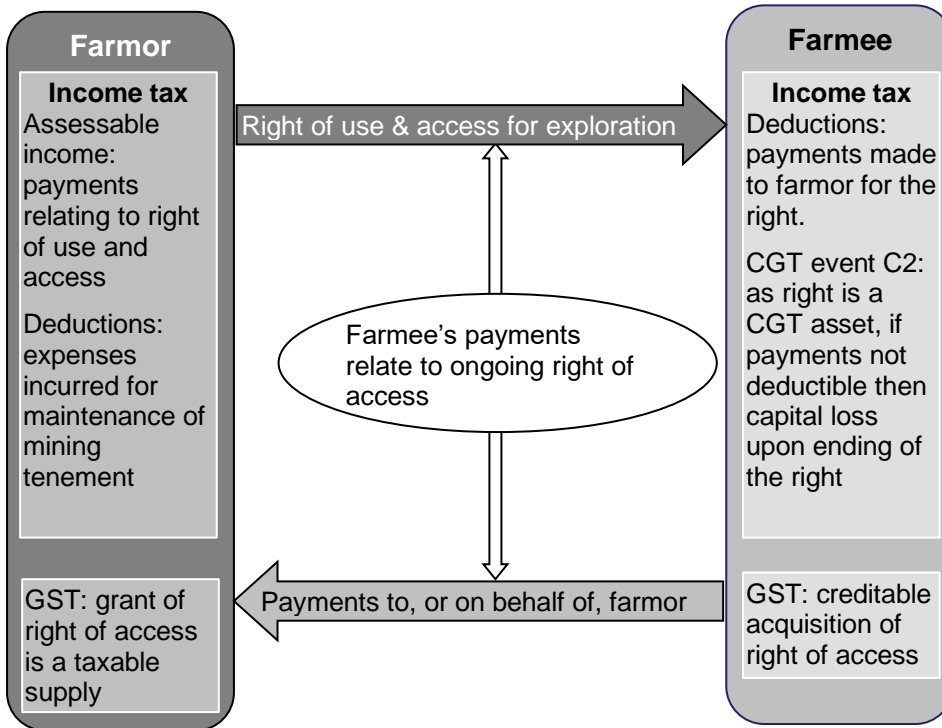 Farmor
Income tax
Assessable
income:
payments
relating to right
of use and
access
Deductions:
expenses
incurred for
maintenance of
mining
tenement
GST: grant of
right of access
is a taxable
supply
Right of use & access for exploration
Farmee's payments
relate to ongoing right of
access
Payments to, or on behalf of, farmor
Farmee
Income tax
Deductions:
payments made
to farmor for the
right.
CGT event C2:
as right is a
CGT asset, if
payments not
deductible then
capital loss
upon ending of
the right
GST: creditable
acquisition of
right of access